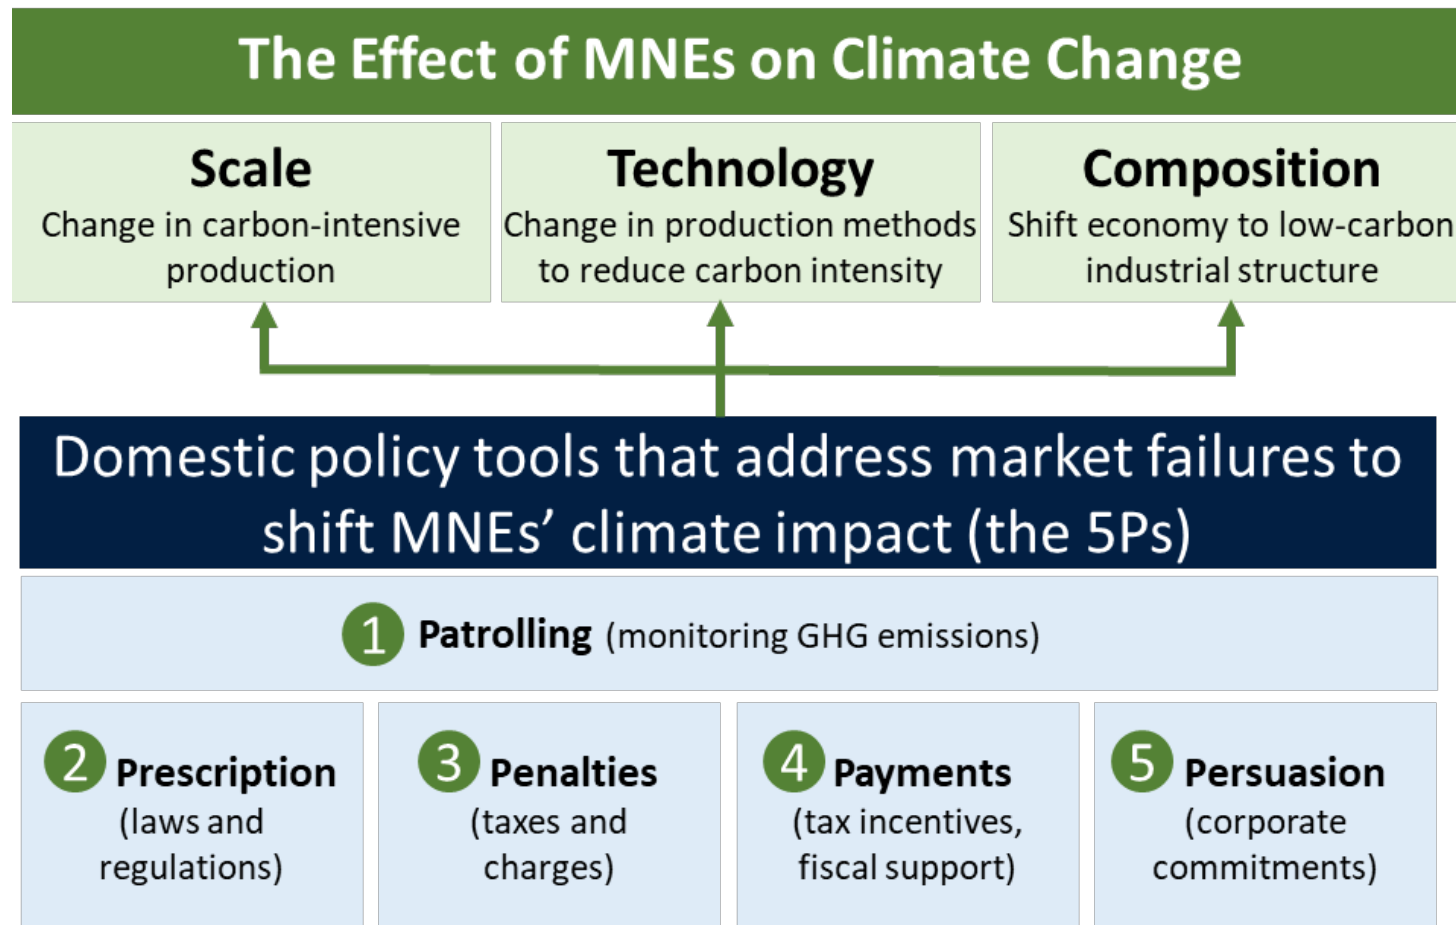 The Effect of MNEs on Climate Change
Scale
Change in carbon-intensive
production
Technology
Change in production methods
to reduce carbon intensity
Composition
Shift economy to low-carbon
industrial structure
Domestic policy tools that address market failures to
shift MNEs’ climate impact (the 5Ps)
1 Patrolling (monitoring GHG emissions)
2 Prescription
(laws and
regulations)
3 Penalties
(taxes and
charges)
4 Payments
(tax incentives,
fiscal support)
5 Persuasion
(corporate
commitments)